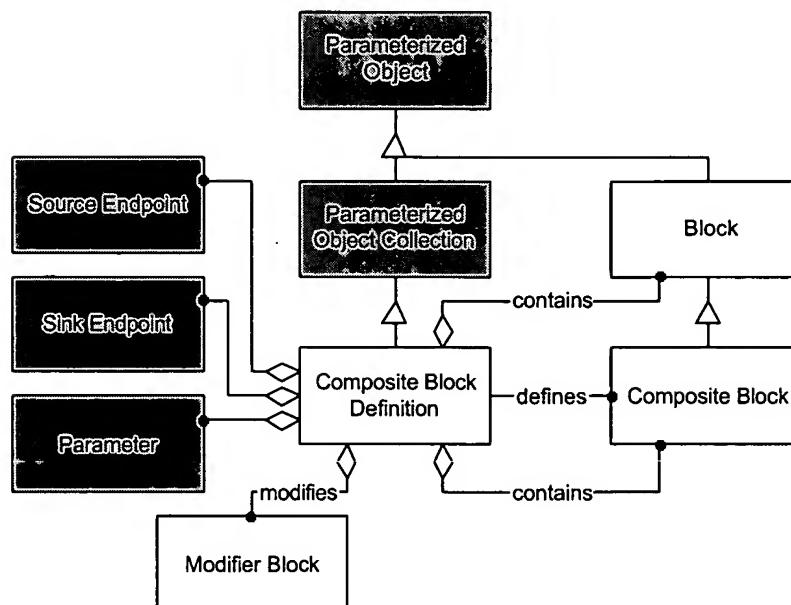 Parameterized
Object
Source Endpoint
Parameterized
Object Collection
Block
contains
Sink Endpoint
Composite Block
Definition
defines
Composite Block
Parameter
modifies
contains
Modifier Block